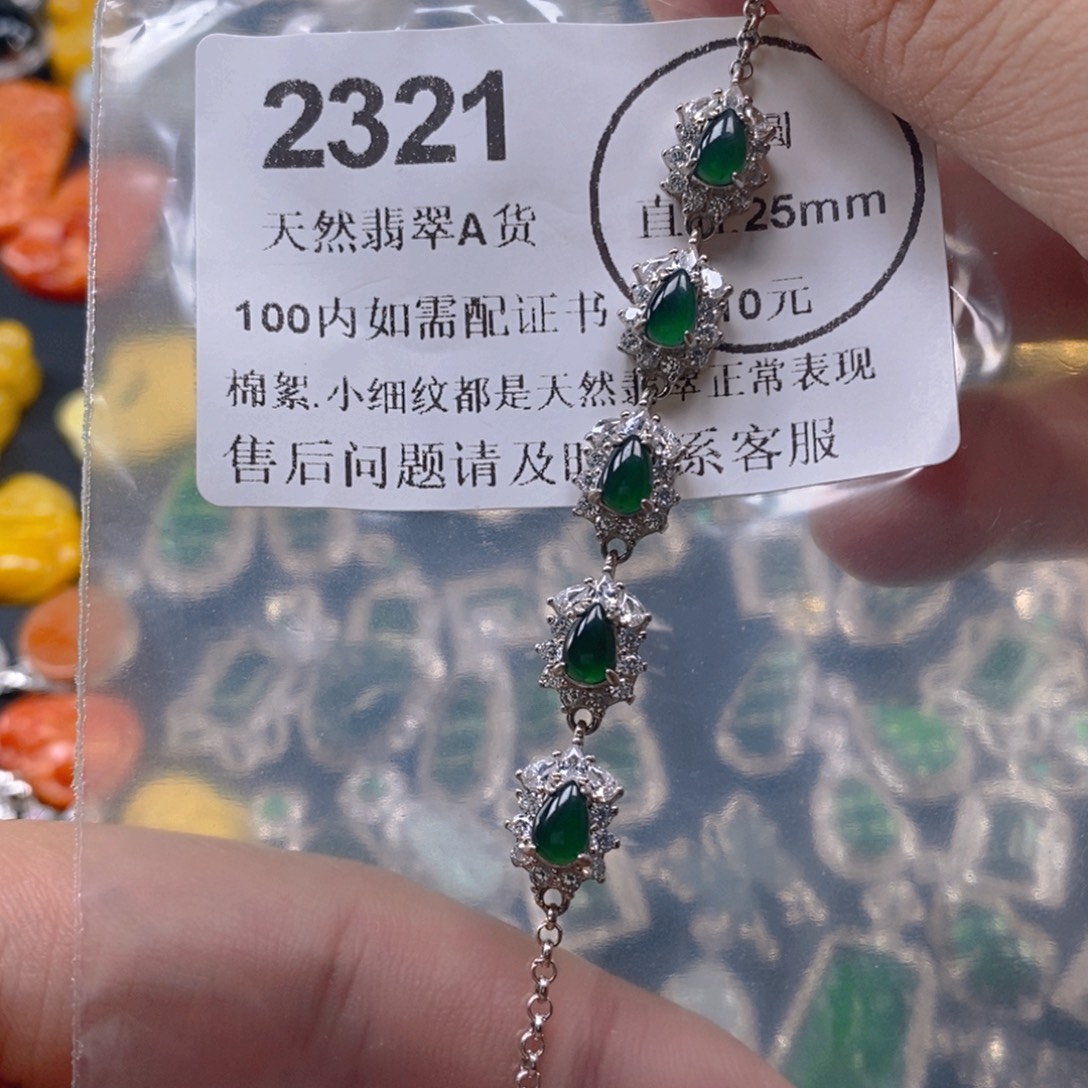 2321
圆
天然翡翠A货
直 25mm
100内如需配证书 10元
棉絮.小细纹都是天然翡翠正常表现
售后问题请及时 系客服